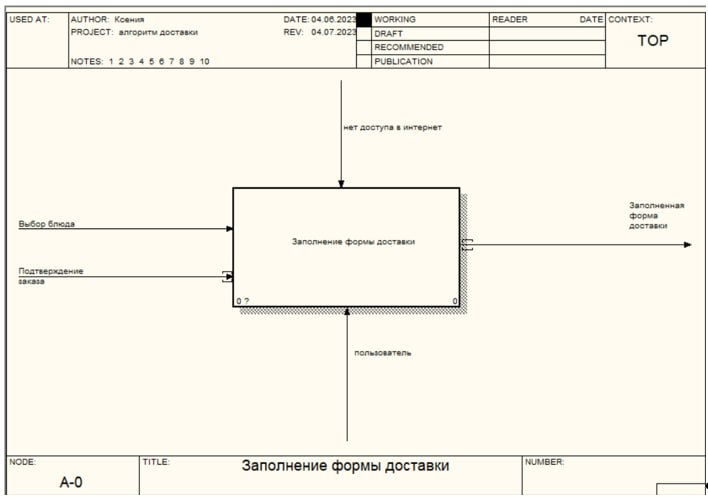 USED AT:
AUTHOR: Ксения
DATE: 04.06.2023
WORKING
READER
DATE
CONTEXT:
PROJECT: алгоритм доставки
REV: 04.07.2023
DRAFT
TOP
RECOMMENDED
NOTES: 1 2 3 4 5 6 7 8 9 10
PUBLICATION
нет доступа в интернет
Выбор блюда
Подтверждение
заказа
Заполнение формы доставки
0 ?
0
Заполненная
форма
доставки
пользователь
NODE:
A-0
TITLE:
Заполнение формы доставки
NUMBER: